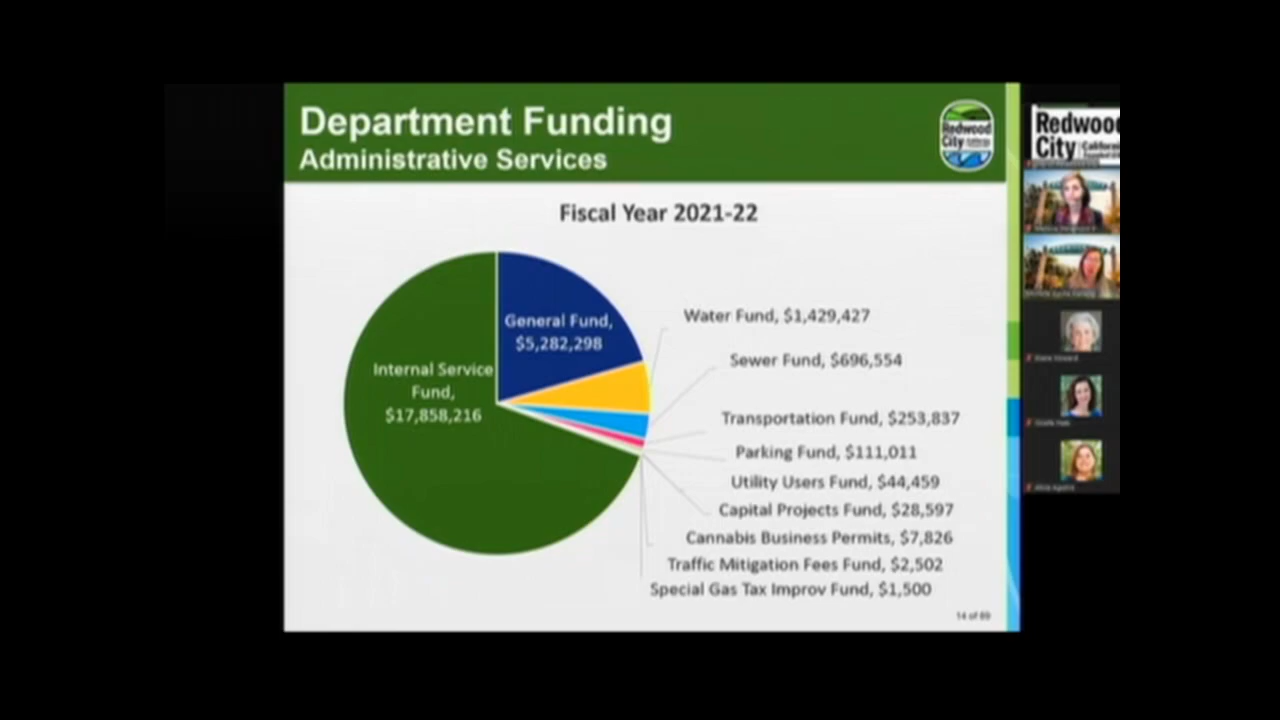 Department Funding
Administrative Services
Redwood
City
Fiscal Year 2021-22
General Fund,
$5,282,298
Internal Service
Fund,
$17,858,216
Water Fund, $1,429,427
Sewer Fund, $696,554
Transportation Fund, $253,837
Parking Fund, $111,011
Utility Users Fund, $44,459
Capital Projects Fund, $28,597
Cannabis Business Permits, $7,826
Traffic Mitigation Fees Fund, $2,502
Special Gas Tax Improv Fund, $1,500
14 of 89
Redwoo
City